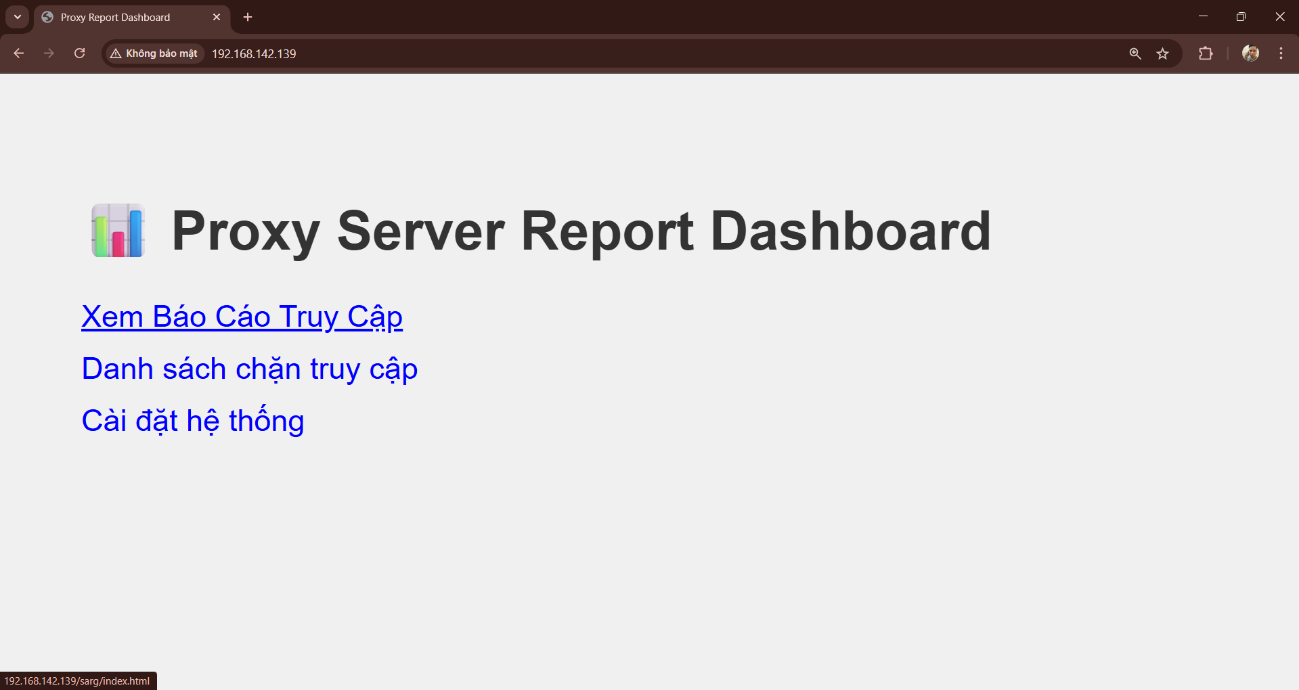 Proxy Report Dashboard
Không bảo mật 192.168.142.139
Proxy Server Report Dashboard
Xem Báo Cáo Truy Cập
Danh sách chặn truy cập
Cài đặt hệ thống
192.168.142.139/sarg/index.html